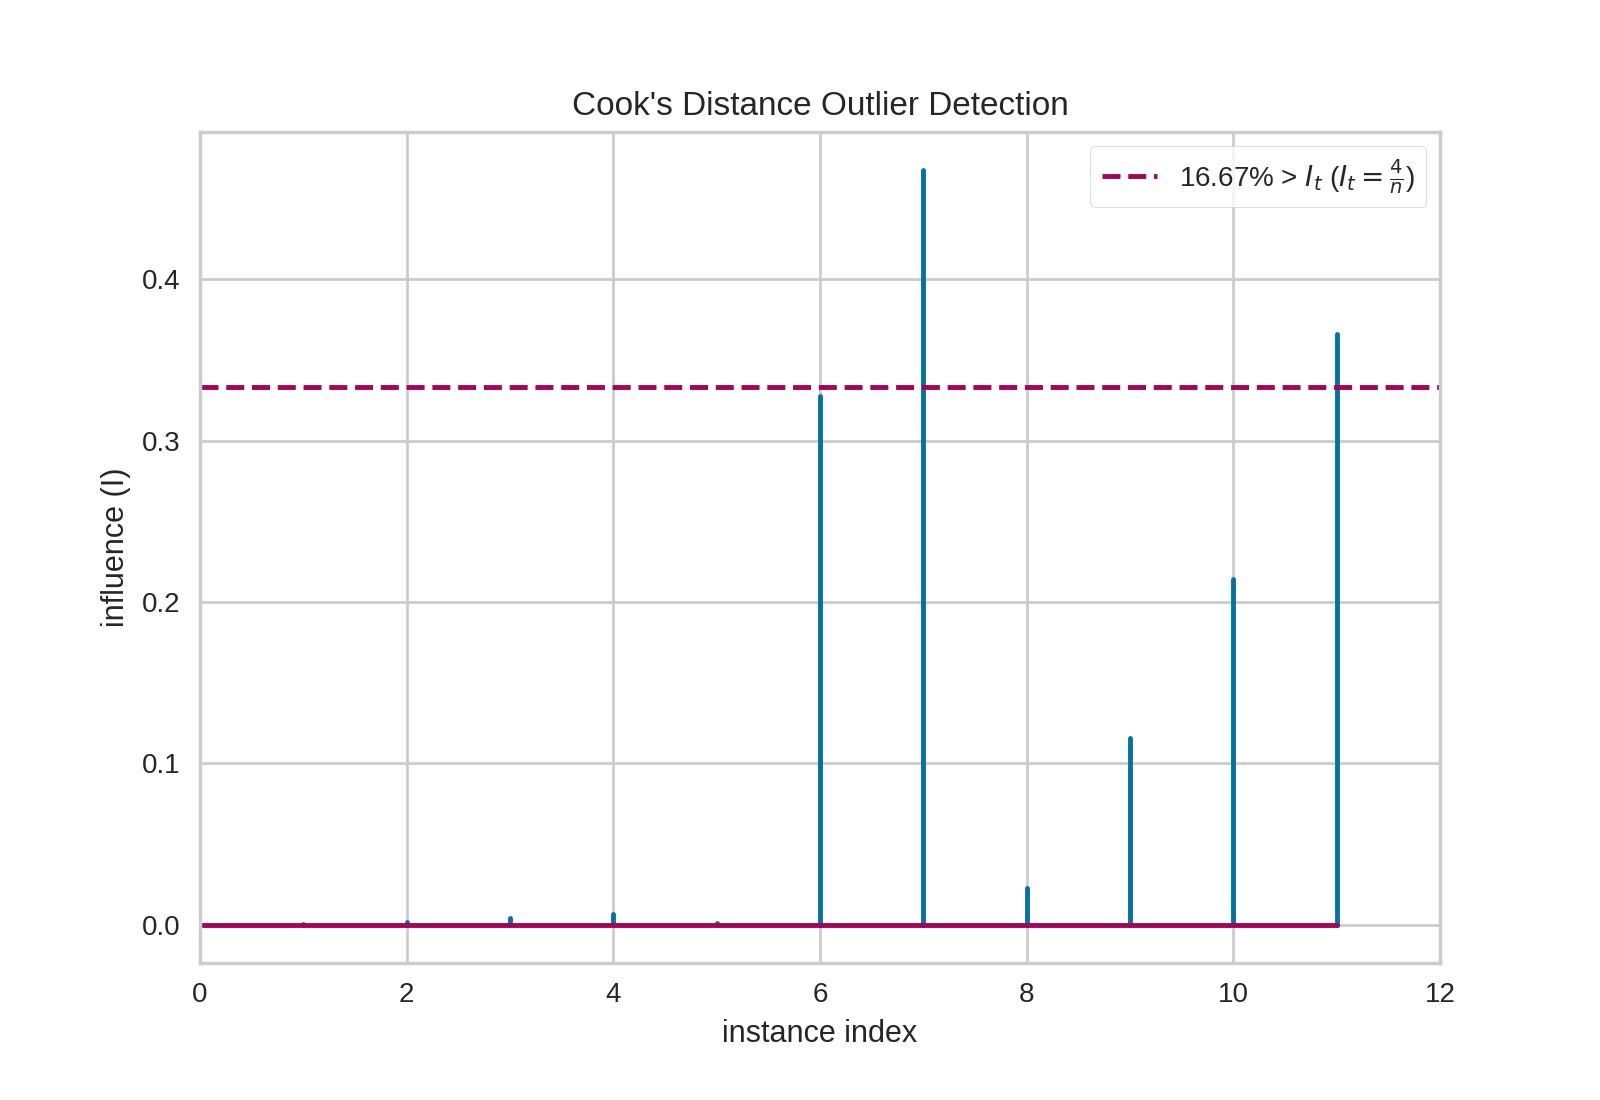 Cook's Distance Outlier Detection
16.67% > I_t (I_t = 4/n)
influence (I)
0.4
0.3
0.2
0.1
0.0
0 2 4 6 8 10 12
instance index